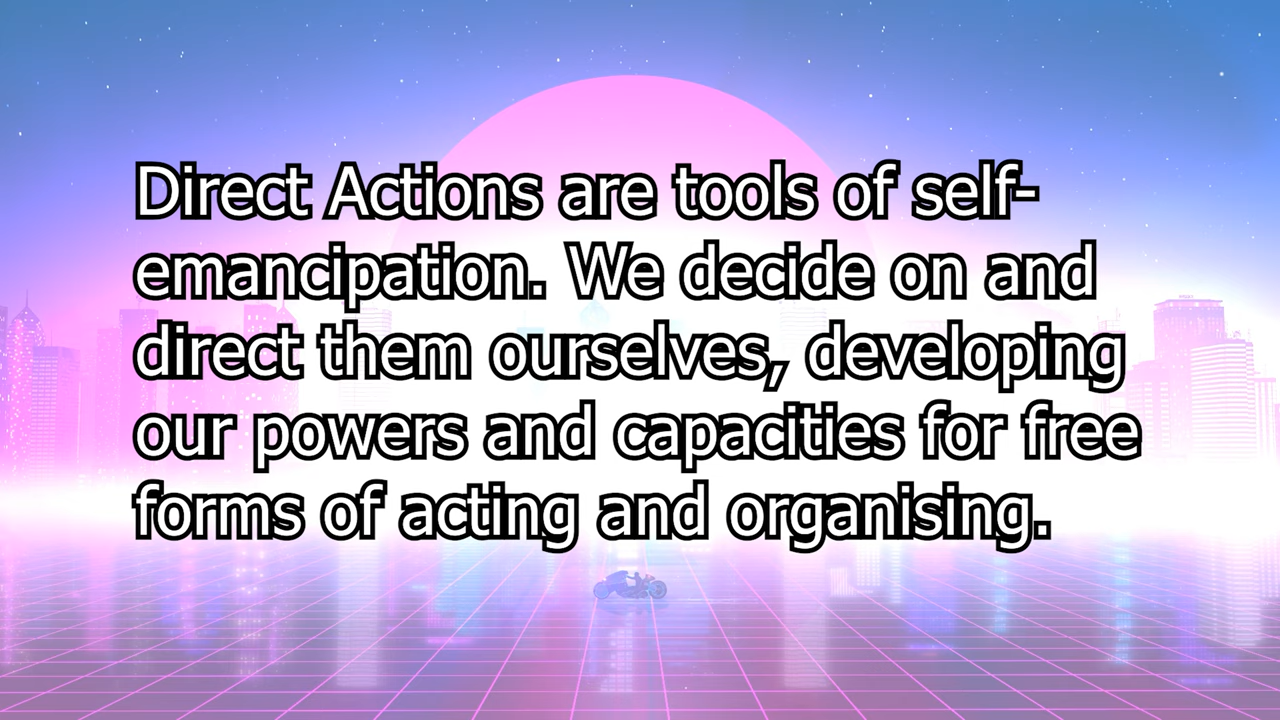 Direct Actions are tools of self-
emancipation. We decide on and
direct them ourselves, developing
our powers and capacities for free
forms of acting and organising.